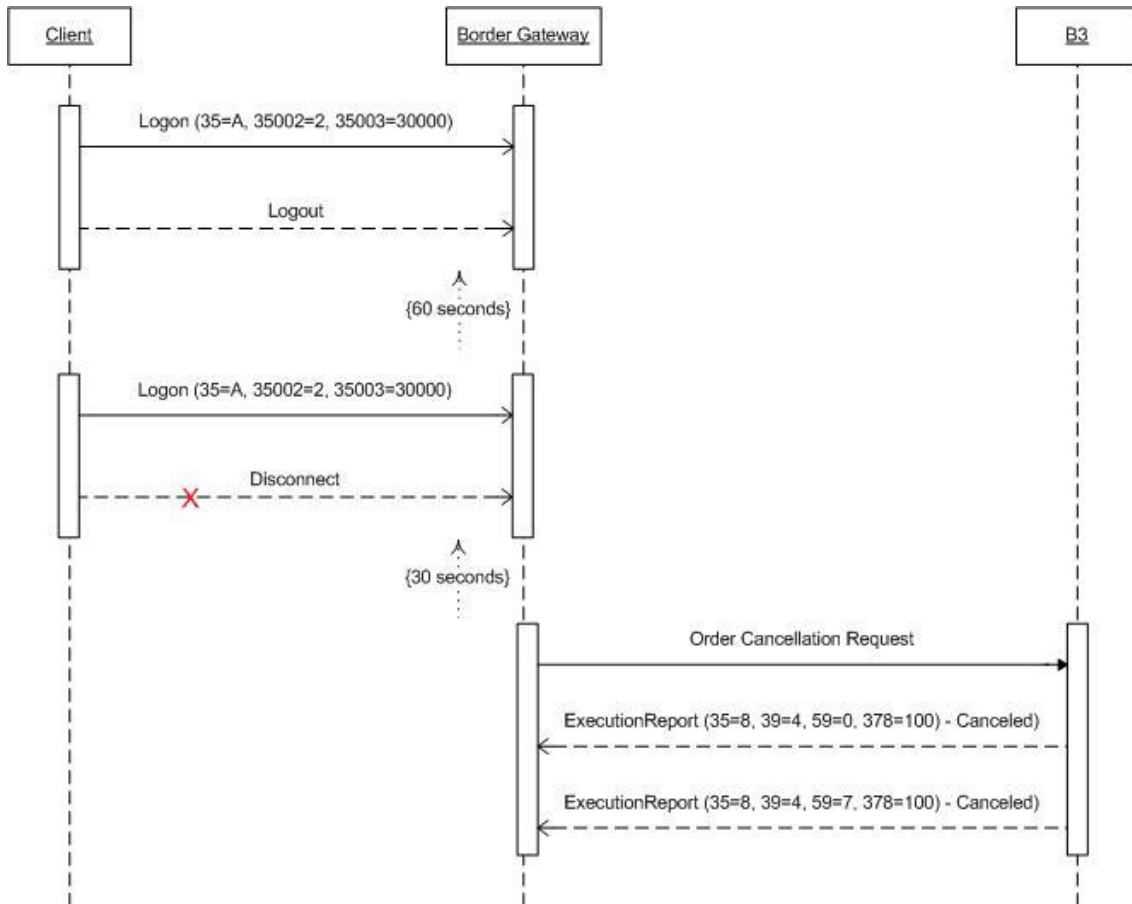 Client
Border Gateway
B3
Logon (35=A, 35002=2, 35003=30000)
Logout
{60 seconds}
Logon (35=A, 35002=2, 35003=30000)
Disconnect
{30 seconds}
Order Cancellation Request
ExecutionReport (35=8, 39=4, 59=0, 378=100) - Canceled)
ExecutionReport (35=8, 39=4, 59=7, 378=100) - Canceled)